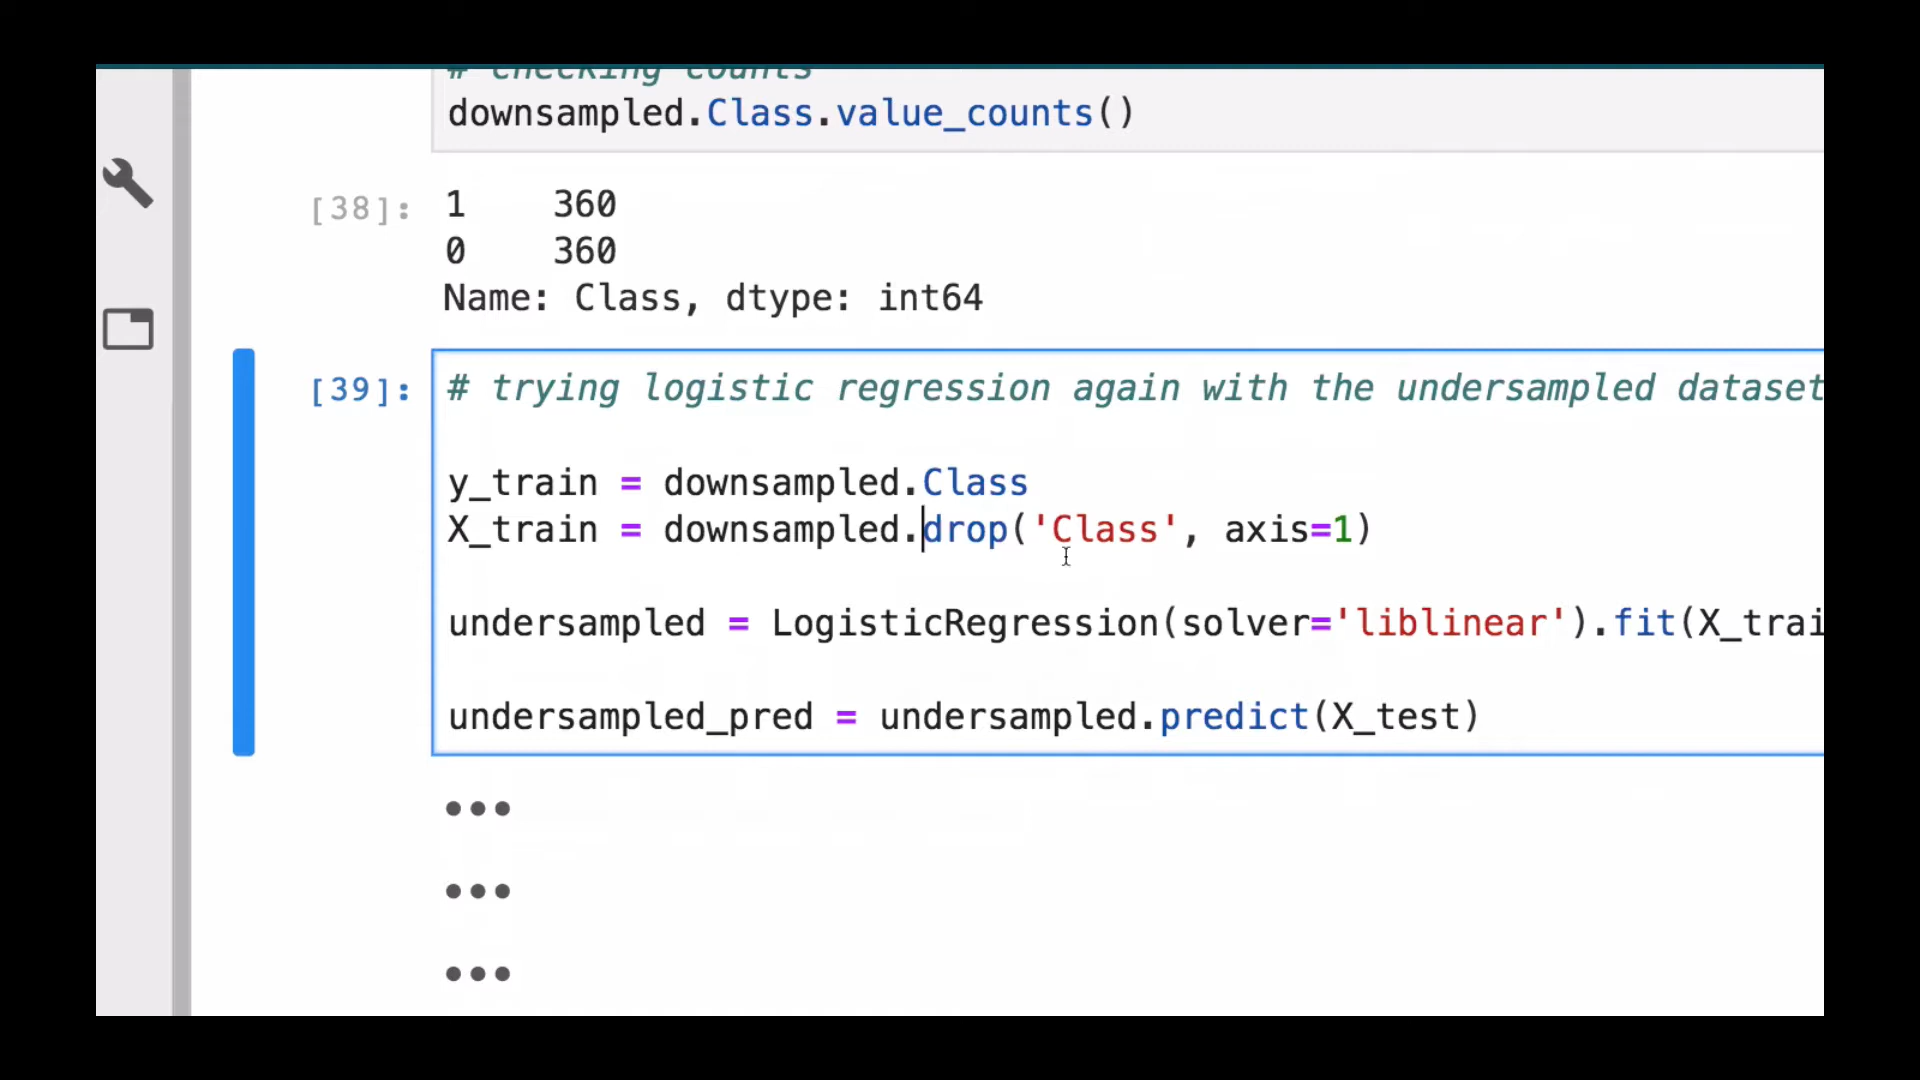 # checking counts
downsampled.Class.value_counts()
[38]: 1 360
0 360
Name: Class, dtype: int64
[39]: # trying logistic regression again with the undersampled dataset
y_train = downsampled.Class
X_train = downsampled.drop('Class', axis=1)
undersampled = LogisticRegression(solver='liblinear').fit(X_trai
undersampled_pred = undersampled.predict(X_test)